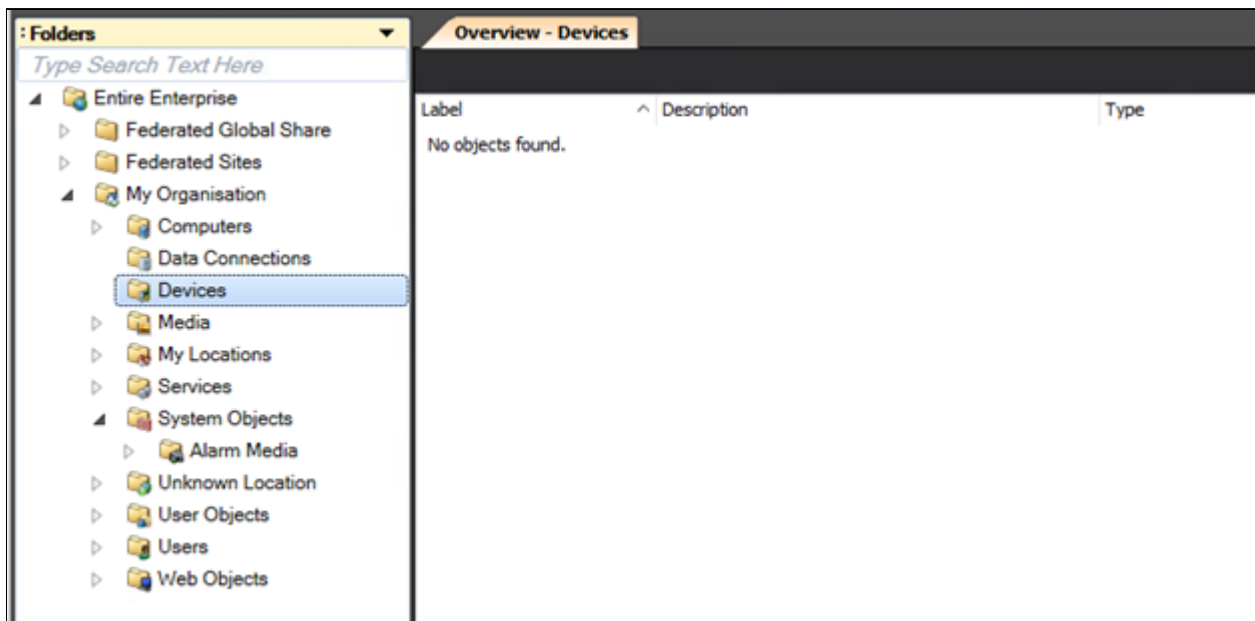 Folders
Type Search Text Here
Entire Enterprise
Federated Global Share
Federated Sites
My Organisation
Computers
Data Connections
Devices
Media
My Locations
Services
System Objects
Alarm Media
Unknown Location
User Objects
Users
Web Objects
Overview - Devices
Label Description Type
No objects found.